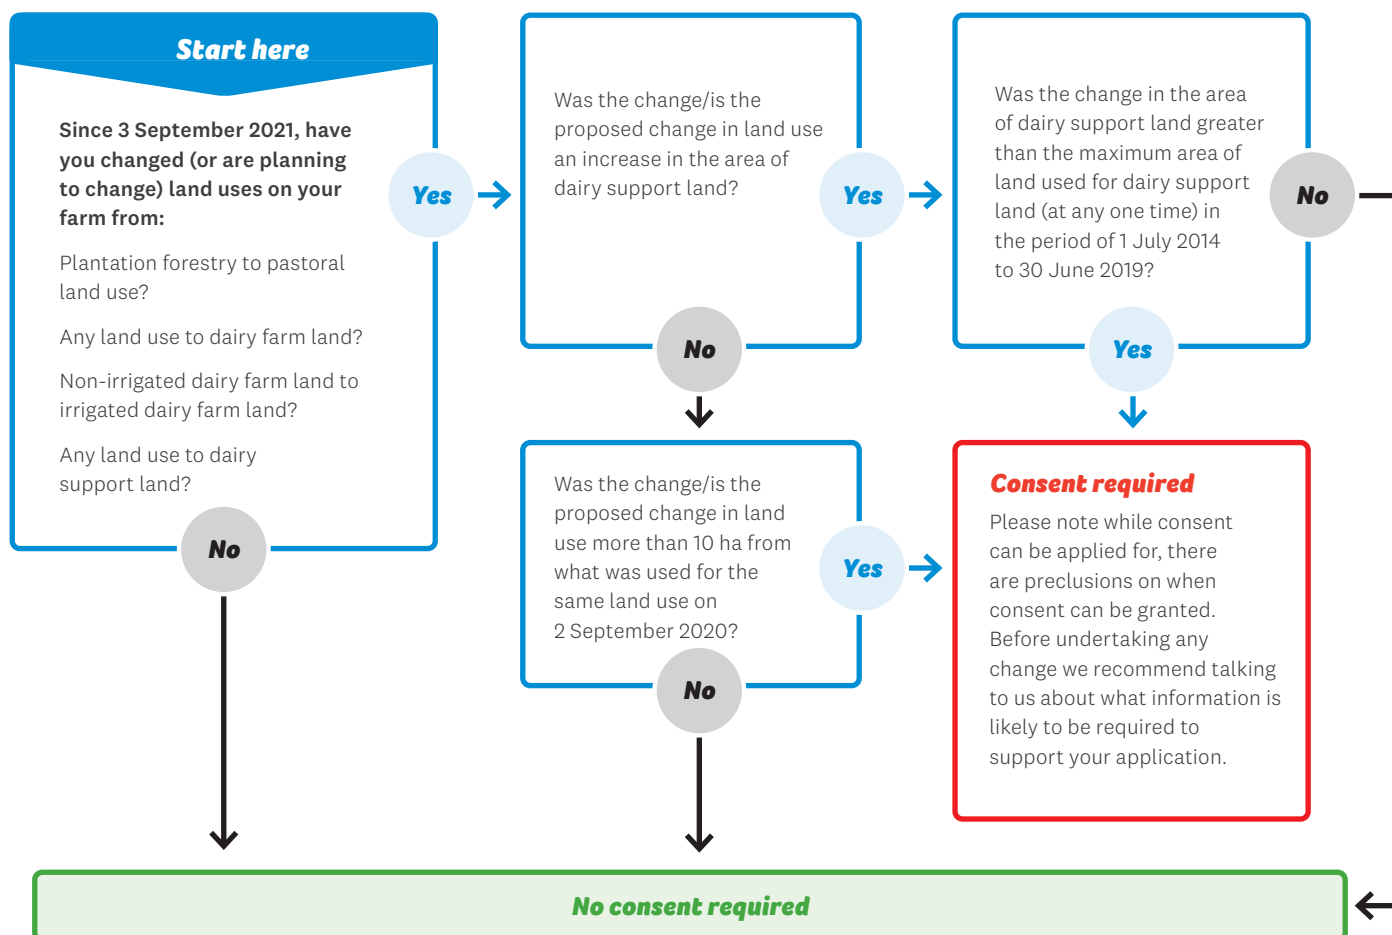 Start here
Since 3 September 2021, have
you changed (or are planning
to change) land uses on your
farm from:
Plantation forestry to pastoral
land use?
Any land use to dairy farm land?
Non-irrigated dairy farm land to
irrigated dairy farm land?
Any land use to dairy
support land?
Yes
No
Was the change/is the
proposed change in land use
an increase in the area of
dairy support land?
Yes
No
Was the change in the area
of dairy support land greater
than the maximum area of
land used for dairy support
land (at any one time) in
the period of 1 July 2014
to 30 June 2019?
No
Yes
Was the change/is the
proposed change in land
use more than 10 ha from
what was used for the
same land use on
2 September 2020?
Yes
No
Consent required
Please note while consent
can be applied for, there
are preclusions on when
consent can be granted.
Before undertaking any
change we recommend talking
to us about what information is
likely to be required to
support your application.
No consent required